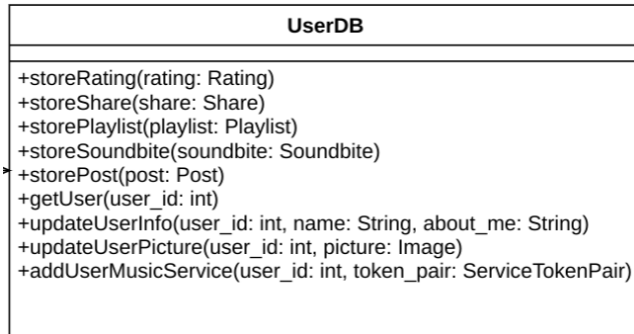 UserDB
+storeRating(rating: Rating)
+storeShare(share: Share)
+storePlaylist(playlist: Playlist)
+storeSoundbite(soundbite: Soundbite)
+storePost(post: Post)
+getUser(user_id: int)
+updateUserInfo(user_id: int, name: String, about_me: String)
+updateUserPicture(user_id: int, picture: Image)
+addUserMusicService(user_id: int, token_pair: ServiceTokenPair)